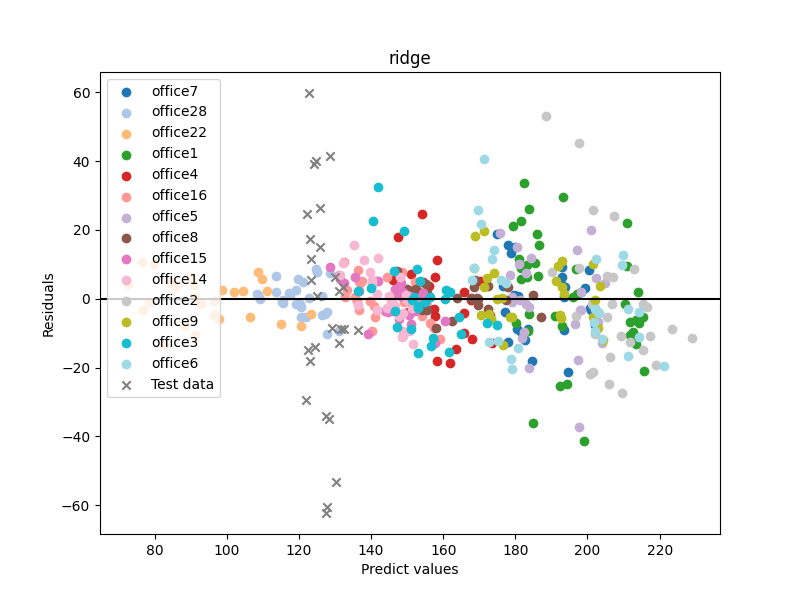 ridge
60
40
20
0
−20
−40
−60
Residuals
office7
office28
office22
office1
office4
office16
office5
office8
office15
office14
office2
office9
office3
office6
Test data
80 100 120 140 160 180 200 220
Predict values